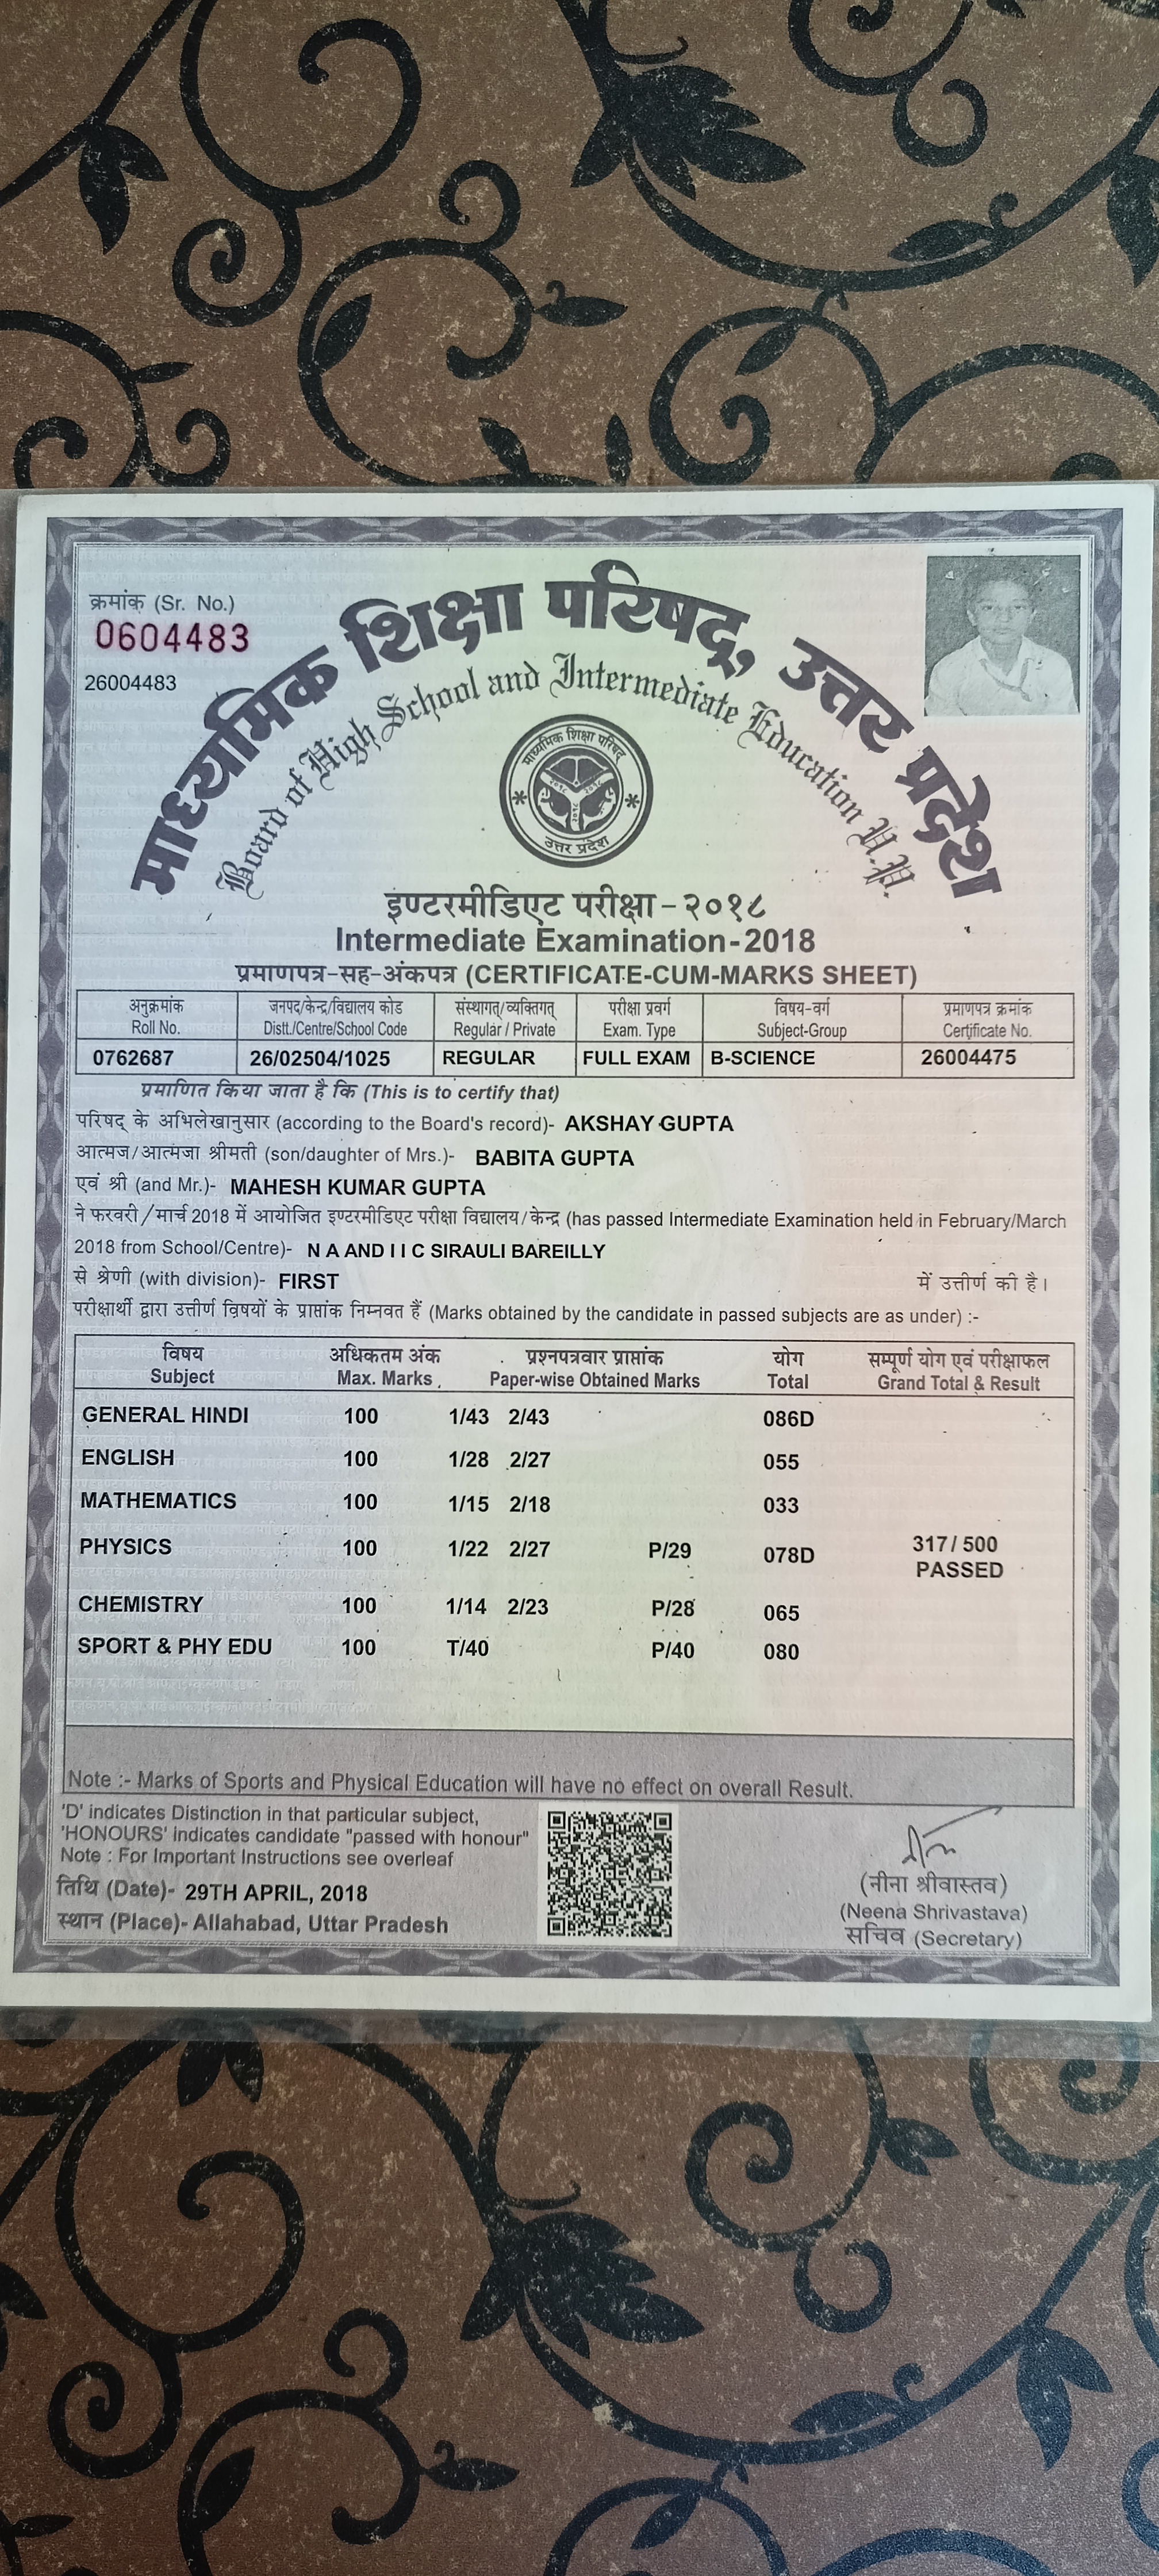 क्रमांक (Sr. No.)
0604483
26004483
माध्यमिक शिक्षा परिषद्, उत्तर प्रदेश
Board of High School and Intermediate Education U.P.
माध्यमिक शिक्षा परिषद्
उत्तर प्रदेश
इण्टरमीडिएट परीक्षा-२०१८
Intermediate Examination-2018
प्रमाणपत्र-सह-अंकपत्र (CERTIFICATE-CUM-MARKS SHEET)
अनुक्रमांक जनपद/केन्द्र/विद्यालय कोड संस्थागत/व्यक्तिगत् परीक्षा प्रवर्ग विषय-वर्ग प्रमाणपत्र क्रमांक
Roll No. Distt./Centre/School Code Regular / Private Exam. Type Subject-Group Certificate No.
0762687 26/02504/1025 REGULAR FULL EXAM B-SCIENCE 26004475
प्रमाणित किया जाता है कि (This is to certify that)
परिषद् के अभिलेखानुसार (according to the Board's record)- AKSHAY GUPTA
आत्मज/आत्मजा श्रीमती (son/daughter of Mrs.)- BABITA GUPTA
एवं श्री (and Mr.)- MAHESH KUMAR GUPTA
ने फरवरी/मार्च 2018 में आयोजित इण्टरमीडिएट परीक्षा विद्यालय/केन्द्र (has passed Intermediate Examination held in February/March
2018 from School/Centre)- N A AND I I C SIRAULI BAREILLY
से श्रेणी (with division)- FIRST में उत्तीर्ण की है।
परीक्षार्थी द्वारा उत्तीर्ण विषयों के प्राप्तांक निम्नवत हैं (Marks obtained by the candidate in passed subjects are as under) :-
विषय अधिकतम अंक प्रश्नपत्रवार प्राप्तांक योग सम्पूर्ण योग एवं परीक्षाफल
Subject Max. Marks Paper-wise Obtained Marks Total Grand Total & Result
GENERAL HINDI 100 1/43 2/43 086D
ENGLISH 100 1/28 2/27 055
MATHEMATICS 100 1/15 2/18 033
PHYSICS 100 1/22 2/27 P/29 078D 317/ 500
PASSED
CHEMISTRY 100 1/14 2/23 P/28 065
SPORT & PHY EDU 100 T/40 P/40 080
Note :- Marks of Sports and Physical Education will have no effect on overall Result.
'D' indicates Distinction in that particular subject,
'HONOURS' indicates candidate "passed with honour"
Note : For Important Instructions see overleaf
तिथि (Date)- 29TH APRIL, 2018
स्थान (Place)- Allahabad, Uttar Pradesh
(नीना श्रीवास्तव)
(Neena Shrivastava)
सचिव (Secretary)